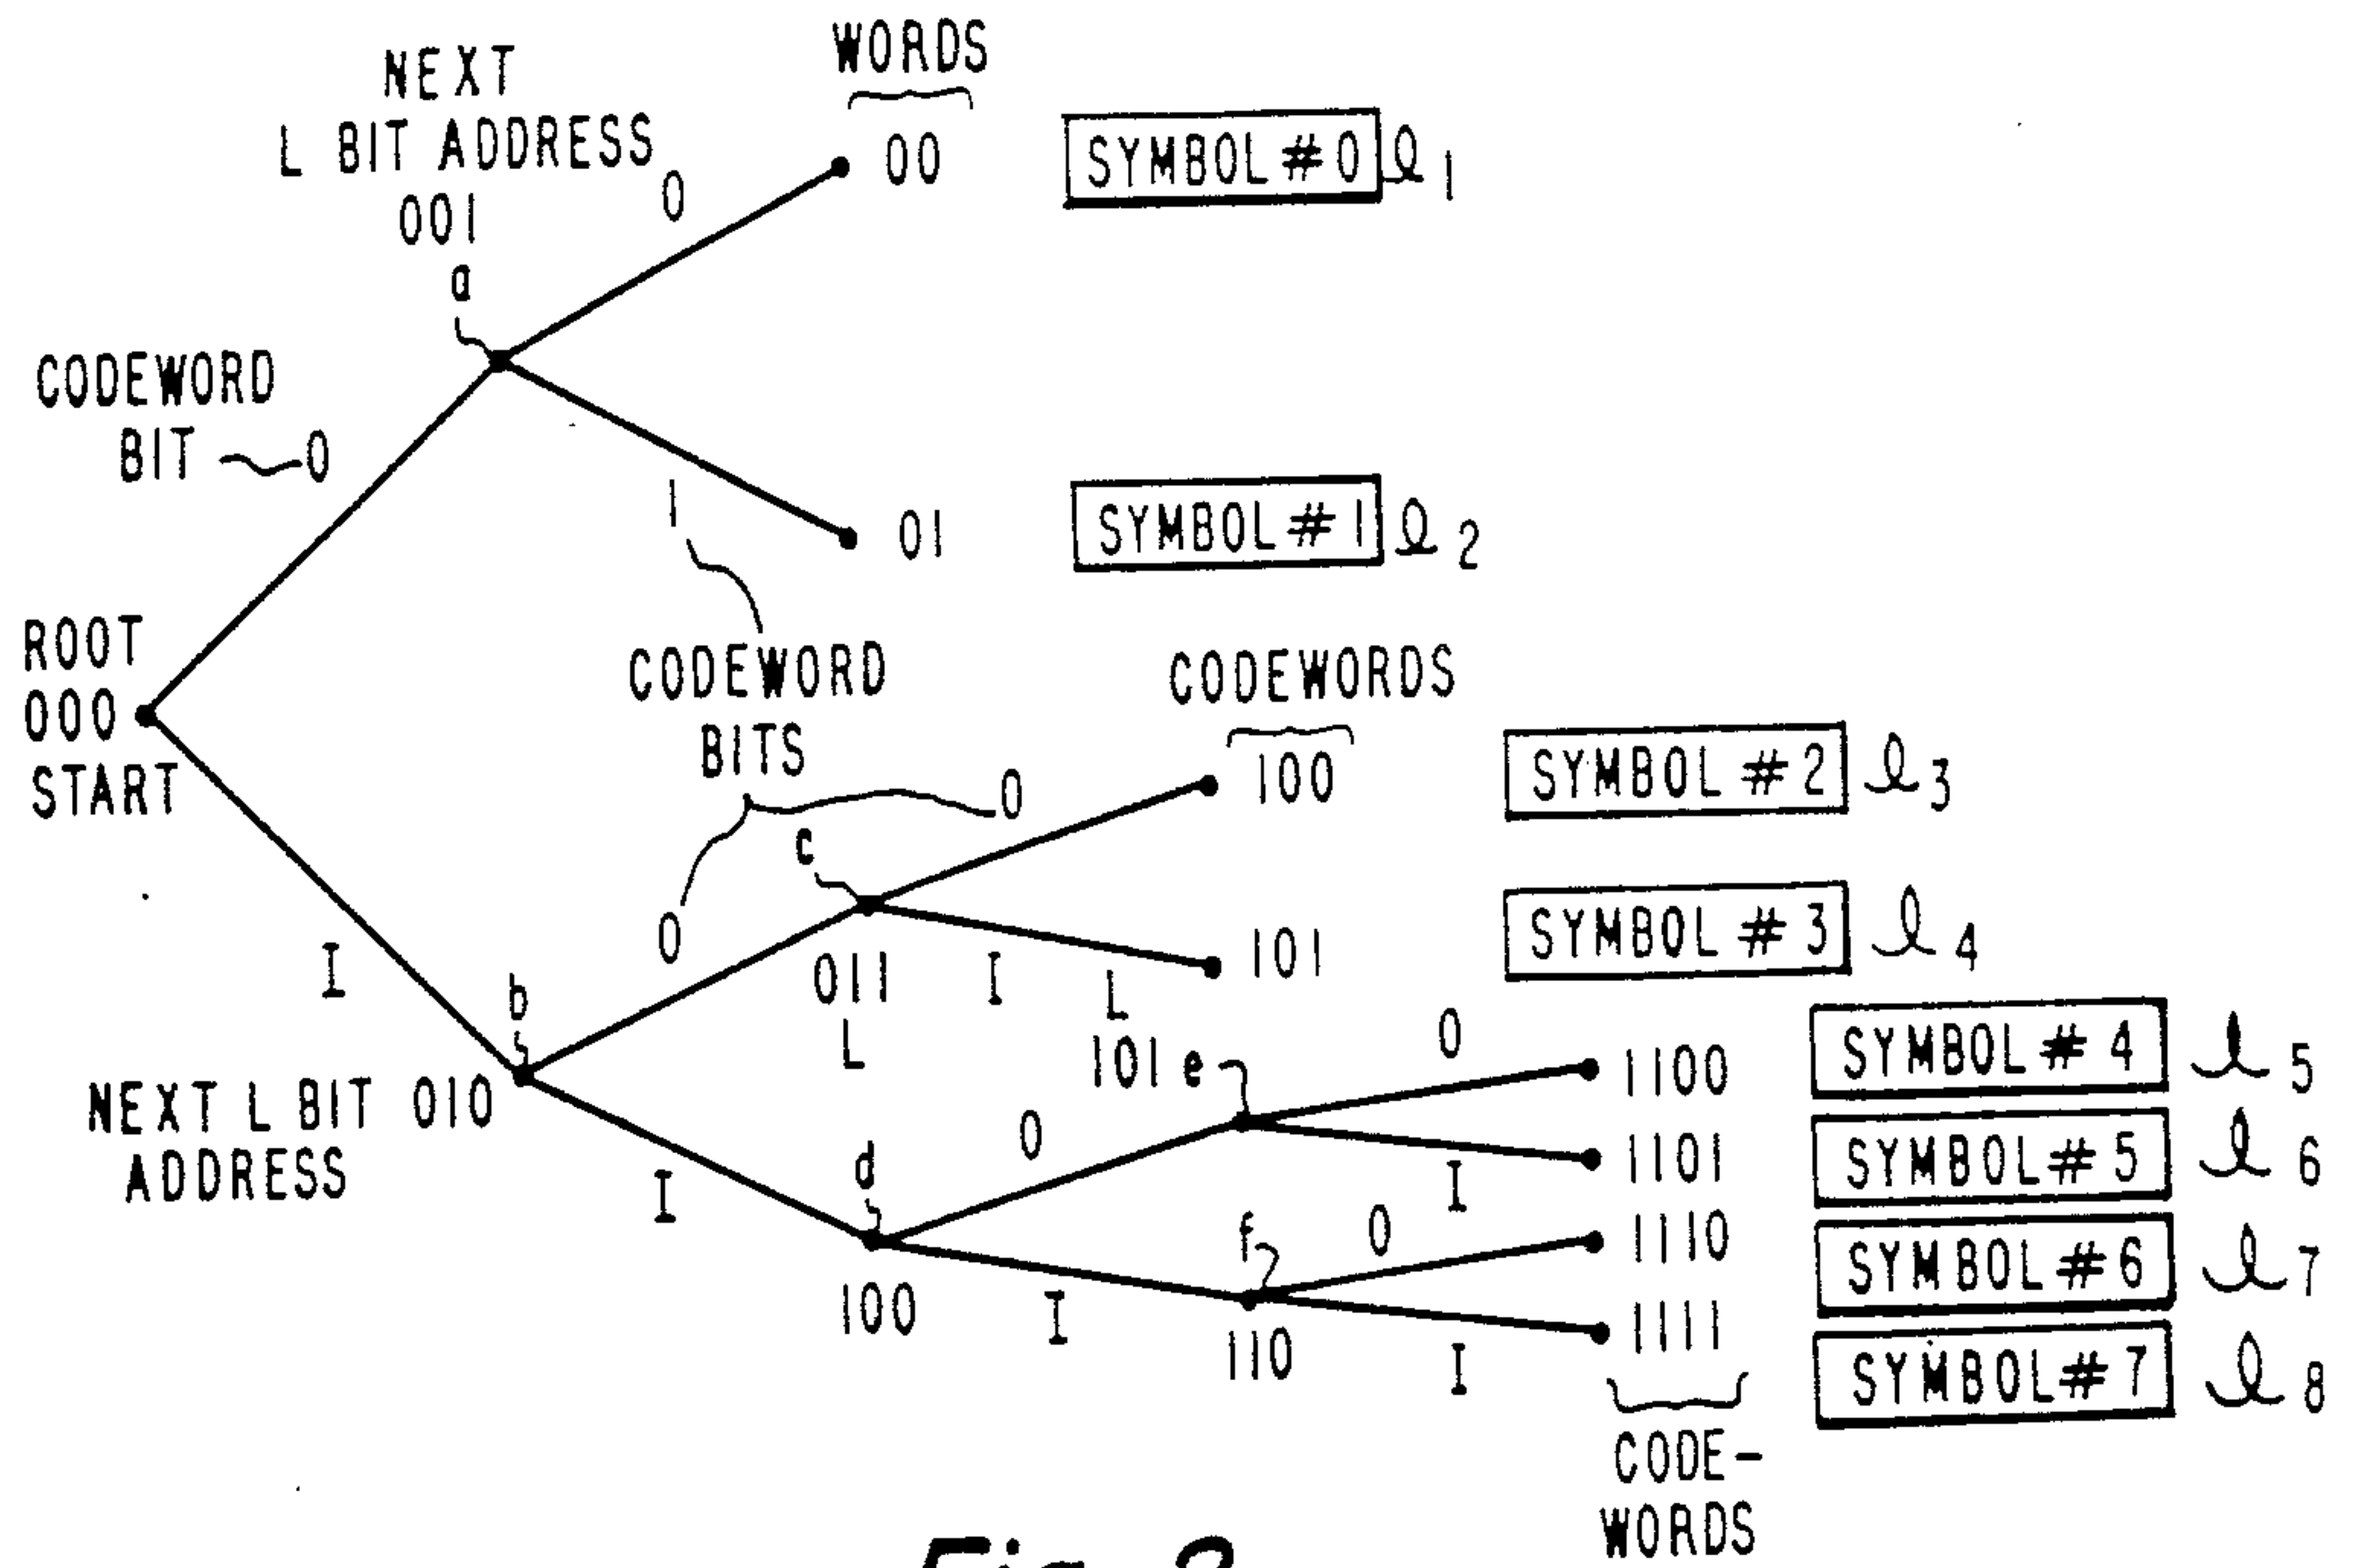 WORDS
NEXT
L BIT ADDRESS
001
0
00
SYMBOL #0 ℓ1
a
CODEWORD
BIT
0
1
01
SYMBOL #1 ℓ2
ROOT
000
START
CODEWORD
BITS
CODEWORDS
0
100
SYMBOL #2 ℓ3
c
0
I
011
L
I
101
SYMBOL #3 ℓ4
b
NEXT L BIT 010
ADDRESS
L
101 e
0
1100
SYMBOL #4 ℓ5
I
d
0
1101
SYMBOL #5 ℓ6
I
100
I
f
0
1110
SYMBOL #6 ℓ7
110
I
1111
SYMBOL #7 ℓ8
CODE-
WORDS